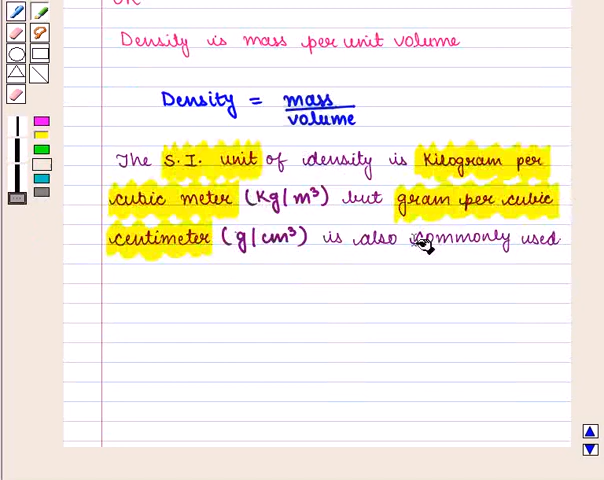 Density is mass per unit volume
Density = mass
volume
The S.I. unit of density is Kilogram per
cubic meter (Kg/m³) but gram per cubic
centimeter (g/cm³) is also commonly used